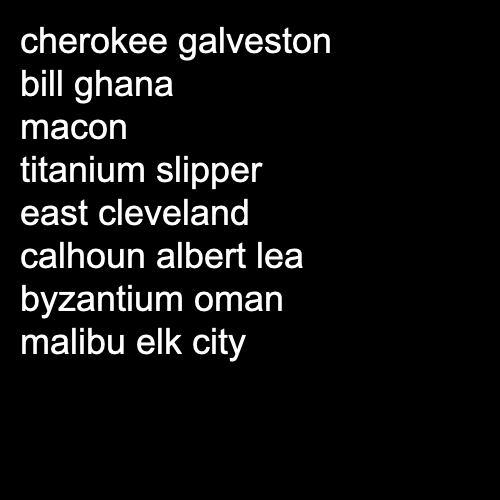 cherokee galveston
bill ghana
macon
titanium slipper
east cleveland
calhoun albert lea
byzantium oman
malibu elk city